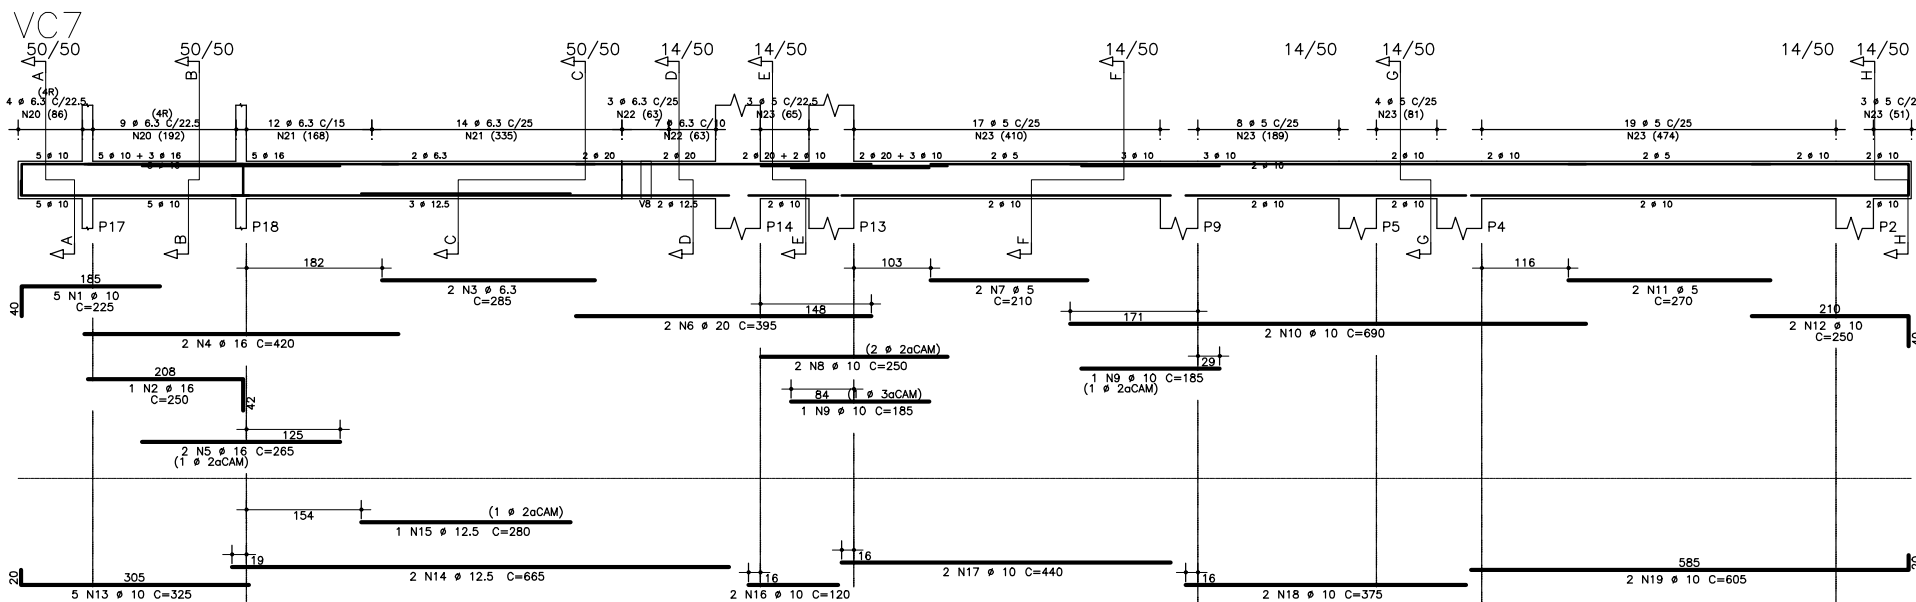 VC7
50/50
50/50
50/50
14/50
14/50
14/50
14/50
14/50
14/50
14/50
A
B
C
D
E
F
G
H
(4R)
4 ø 6.3 C/22.5
N20 (86)
(4R)
9 ø 6.3 C/22.5
N20 (192)
12 ø 6.3 C/15
N21 (168)
14 ø 6.3 C/25
N21 (335)
3 ø 6.3 C/25
N22 (63)
7 ø 6.3 C/10
N22 (63)
3 ø 5 C/22.5
N23 (65)
17 ø 5 C/25
N23 (410)
8 ø 5 C/25
N23 (189)
4 ø 5 C/25
N23 (81)
19 ø 5 C/25
N23 (474)
3 ø 5 C/2
N23 (51)
5 ø 10
5 ø 10 + 3 ø 16
5 ø 16
2 ø 6.3
2 ø 20
2 ø 20
2 ø 20 + 2 ø 10
2 ø 20 + 3 ø 10
2 ø 5
3 ø 10
3 ø 10
2 ø 10
2 ø 10
2 ø 10
2 ø 5
2 ø 10
2 ø 10
5 ø 10
5 ø 10
3 ø 12.5
V8
2 ø 12.5
2 ø 10
2 ø 10
2 ø 10
2 ø 10
2 ø 10
2 ø 10
2 ø 10
P17
P18
P14
P13
P9
P5
P4
P2
A
B
C
D
E
F
G
H
185
5 N1 ø 10
C=225
40
182
2 N3 ø 6.3
C=285
103
2 N7 ø 5
C=210
116
2 N11 ø 5
C=270
148
2 N6 ø 20 C=395
171
2 N10 ø 10 C=690
210
2 N12 ø 10
C=250
2 N4 ø 16 C=420
(2 ø 2aCAM)
2 N8 ø 10 C=250
29
1 N9 ø 10 C=185
(1 ø 2aCAM)
208
1 N2 ø 16
C=250
42
84
(1 ø 3aCAM)
1 N9 ø 10 C=185
125
2 N5 ø 16 C=265
(1 ø 2aCAM)
154
(1 ø 2aCAM)
1 N15 ø 12.5 C=280
19
2 N14 ø 12.5 C=665
16
2 N17 ø 10 C=440
20
305
5 N13 ø 10 C=325
16
2 N16 ø 10 C=120
16
2 N18 ø 10 C=375
585
2 N19 ø 10 C=605